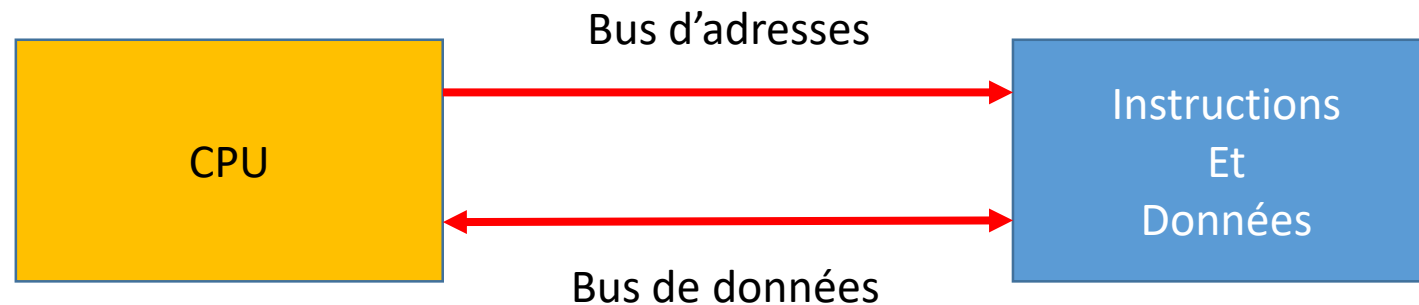 Bus d’adresses
CPU
Instructions
Et
Données
Bus de données